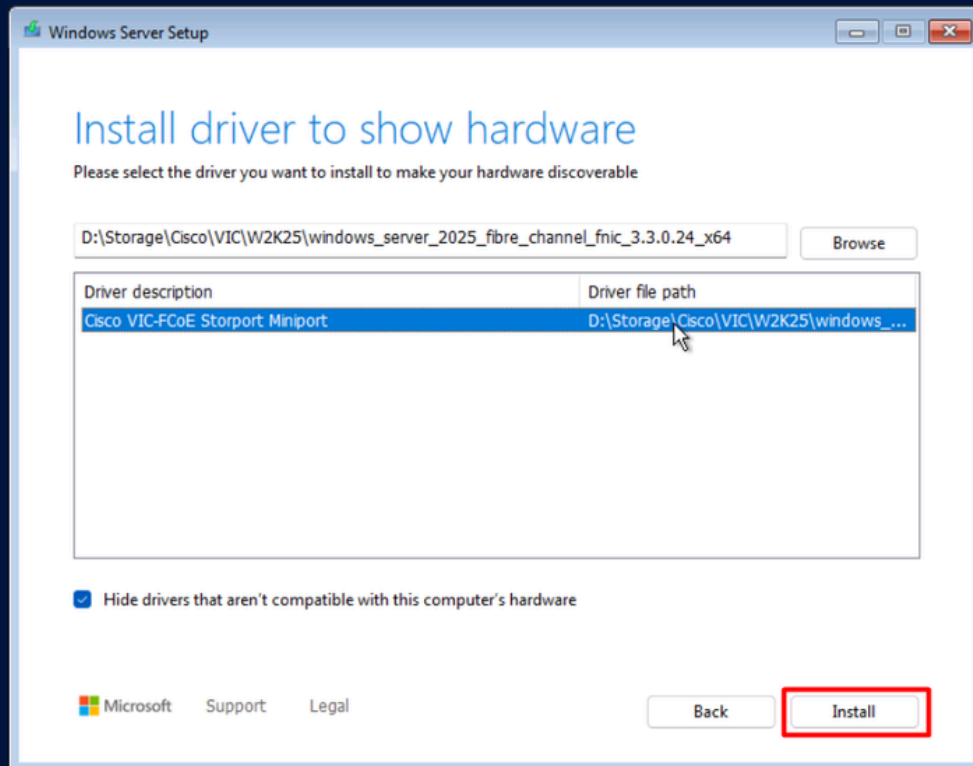 Windows Server Setup
Install driver to show hardware
Please select the driver you want to install to make your hardware discoverable
D:\Storage\Cisco\VIC\W2K25\windows_server_2025_fibre_channel_fnic_3.3.0.24_x64
Browse
Driver description
Driver file path
Cisco VIC-FCoE Storport Miniport
D:\Storage\Cisco\VIC\W2K25\windows_...
Hide drivers that aren't compatible with this computer's hardware
Microsoft
Support
Legal
Back
Install